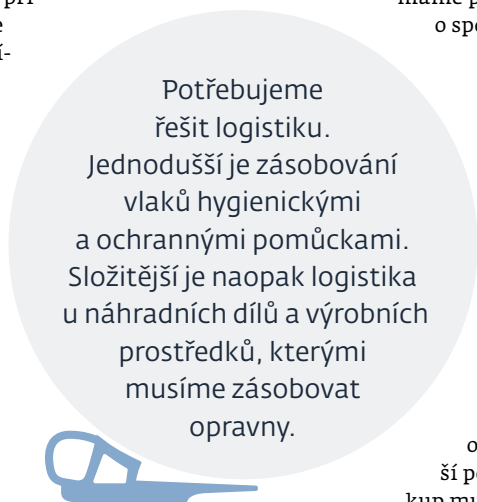 Potřebujeme
řešit logistiku.
Jednodušší je zásobování
vlaků hygienickými
a ochrannými pomůckami.
Složitější je naopak logistika
u náhradních dílů a výrobních
prostředků, kterými
musíme zásobovat
opravny.